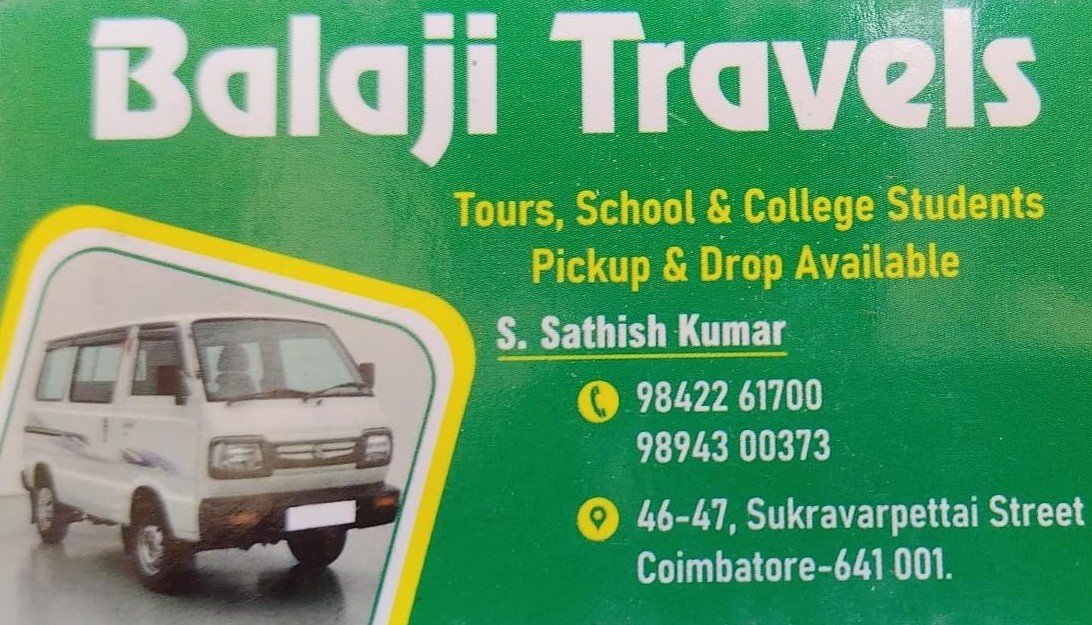 Balaji Travels
Tours, School & College Students
Pickup & Drop Available
S. Sathish Kumar
98422 61700
98943 00373
46-47, Sukravarpettai Street
Coimbatore-641 001.